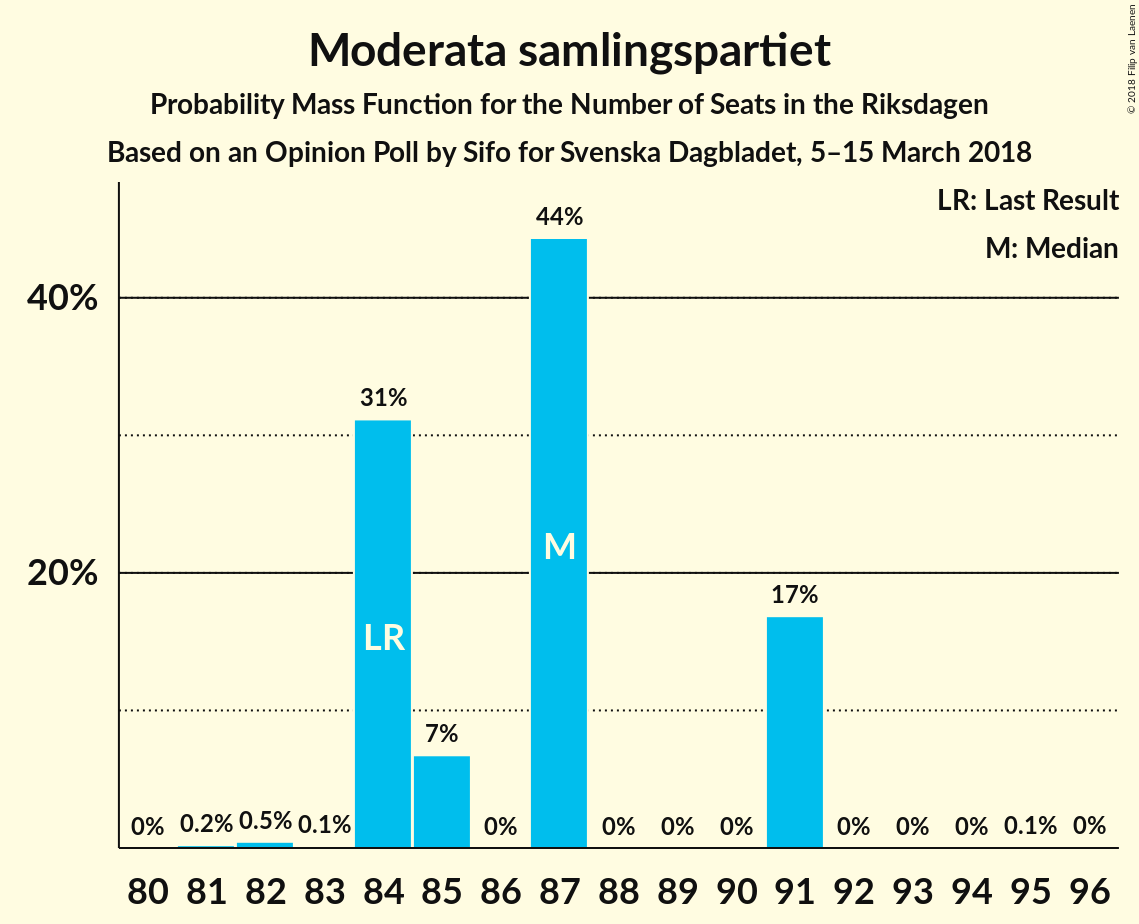 Moderata samlingspartiet
Probability Mass Function for the Number of Seats in the Riksdagen
Based on an Opinion Poll by Sifo for Svenska Dagbladet, 5–15 March 2018
© 2018 Filip van Laenen
LR: Last Result
M: Median
44%
40%
31%
M
20%
17%
LR
7%
0% 0.2% 0.5% 0.1% 0% 0% 0% 0% 0% 0% 0% 0.1% 0%
80 81 82 83 84 85 86 87 88 89 90 91 92 93 94 95 96